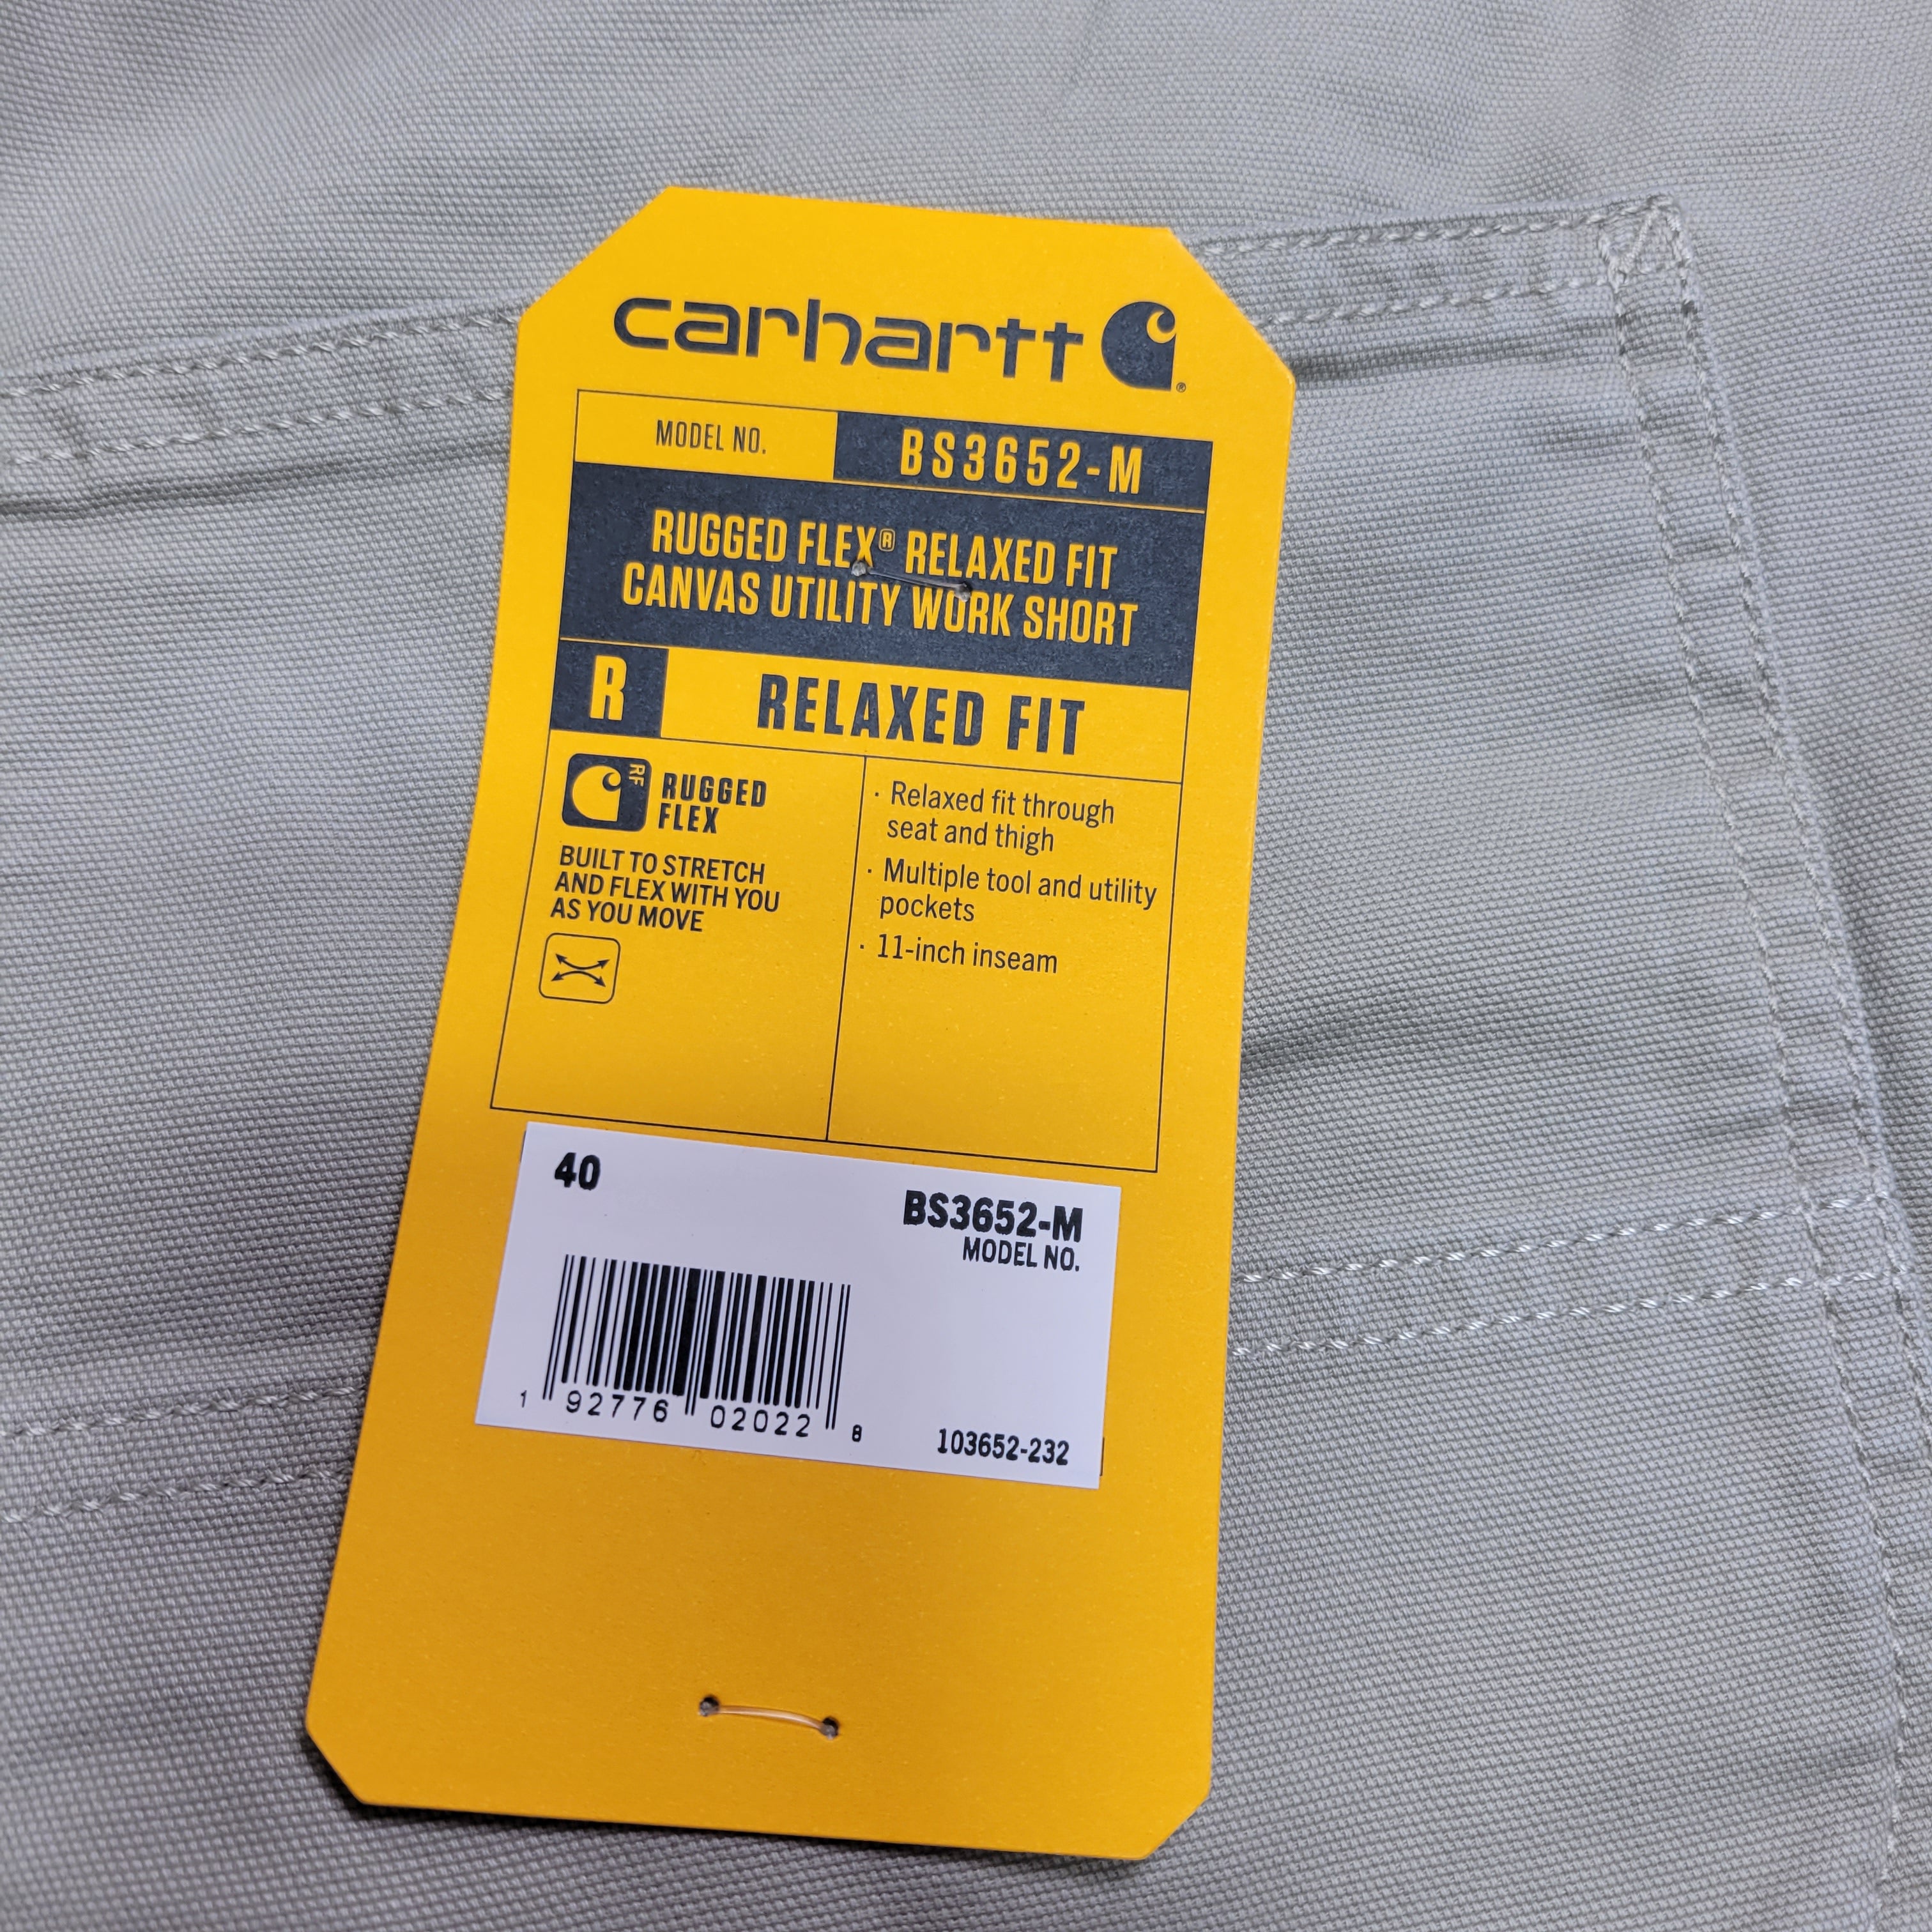 carhartt
®
MODEL NO. BS3652-M
RUGGED FLEX® RELAXED FIT
CANVAS UTILITY WORK SHORT
R RELAXED FIT
RF
RUGGED
FLEX
BUILT TO STRETCH
AND FLEX WITH YOU
AS YOU MOVE
· Relaxed fit through
seat and thigh
· Multiple tool and utility
pockets
· 11-inch inseam
40
BS3652-M
MODEL NO.
1 92776 02022 8
103652-232